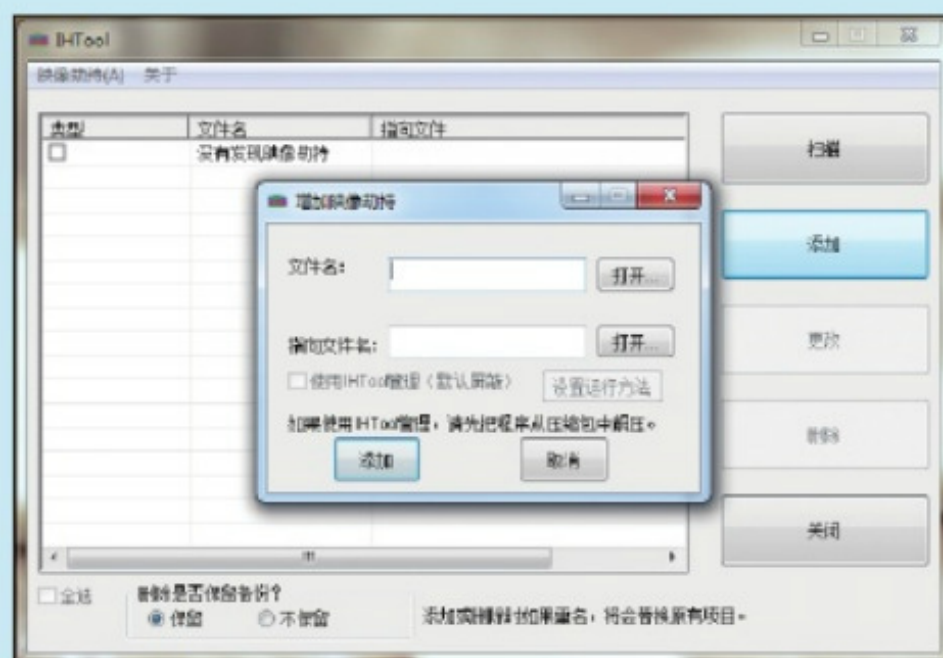 IHTool
映像劫持(A) 关于
类型 文件名 指向文件
没有发现映像劫持
扫描
添加
更改
删除
关闭
增加映像劫持
文件名:
打开...
指向文件名:
打开...
使用IHTool管理（默认屏蔽）
设置运行方法
如果使用IHTool管理，请先把程序从压缩包中解压。
添加
取消
全选
删除是否保留备份?
保留 不保留
添加或删除时如果重名，将会替换原有项目。